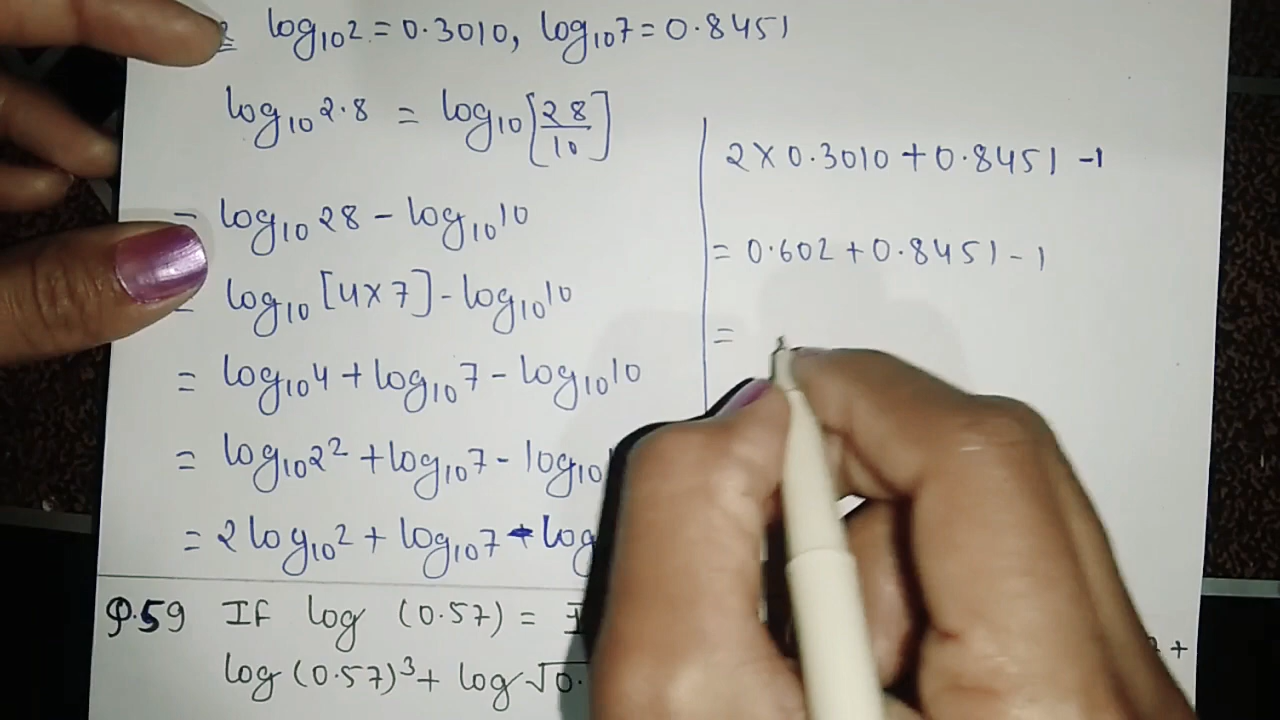 log₁₀2 = 0.3010, log₁₀7 = 0.8451
log₁₀2.8 = log₁₀[28/10]
= log₁₀28 - log₁₀10
= log₁₀[4×7] - log₁₀10
= log₁₀4 + log₁₀7 - log₁₀10
= log₁₀2² + log₁₀7 - log₁₀
= 2log₁₀2 + log₁₀7 - log
2×0.3010 + 0.8451 -1
= 0.602 + 0.8451 - 1
=
Q.59 If log (0.57) =
log (0.57)³ + log √0.
+